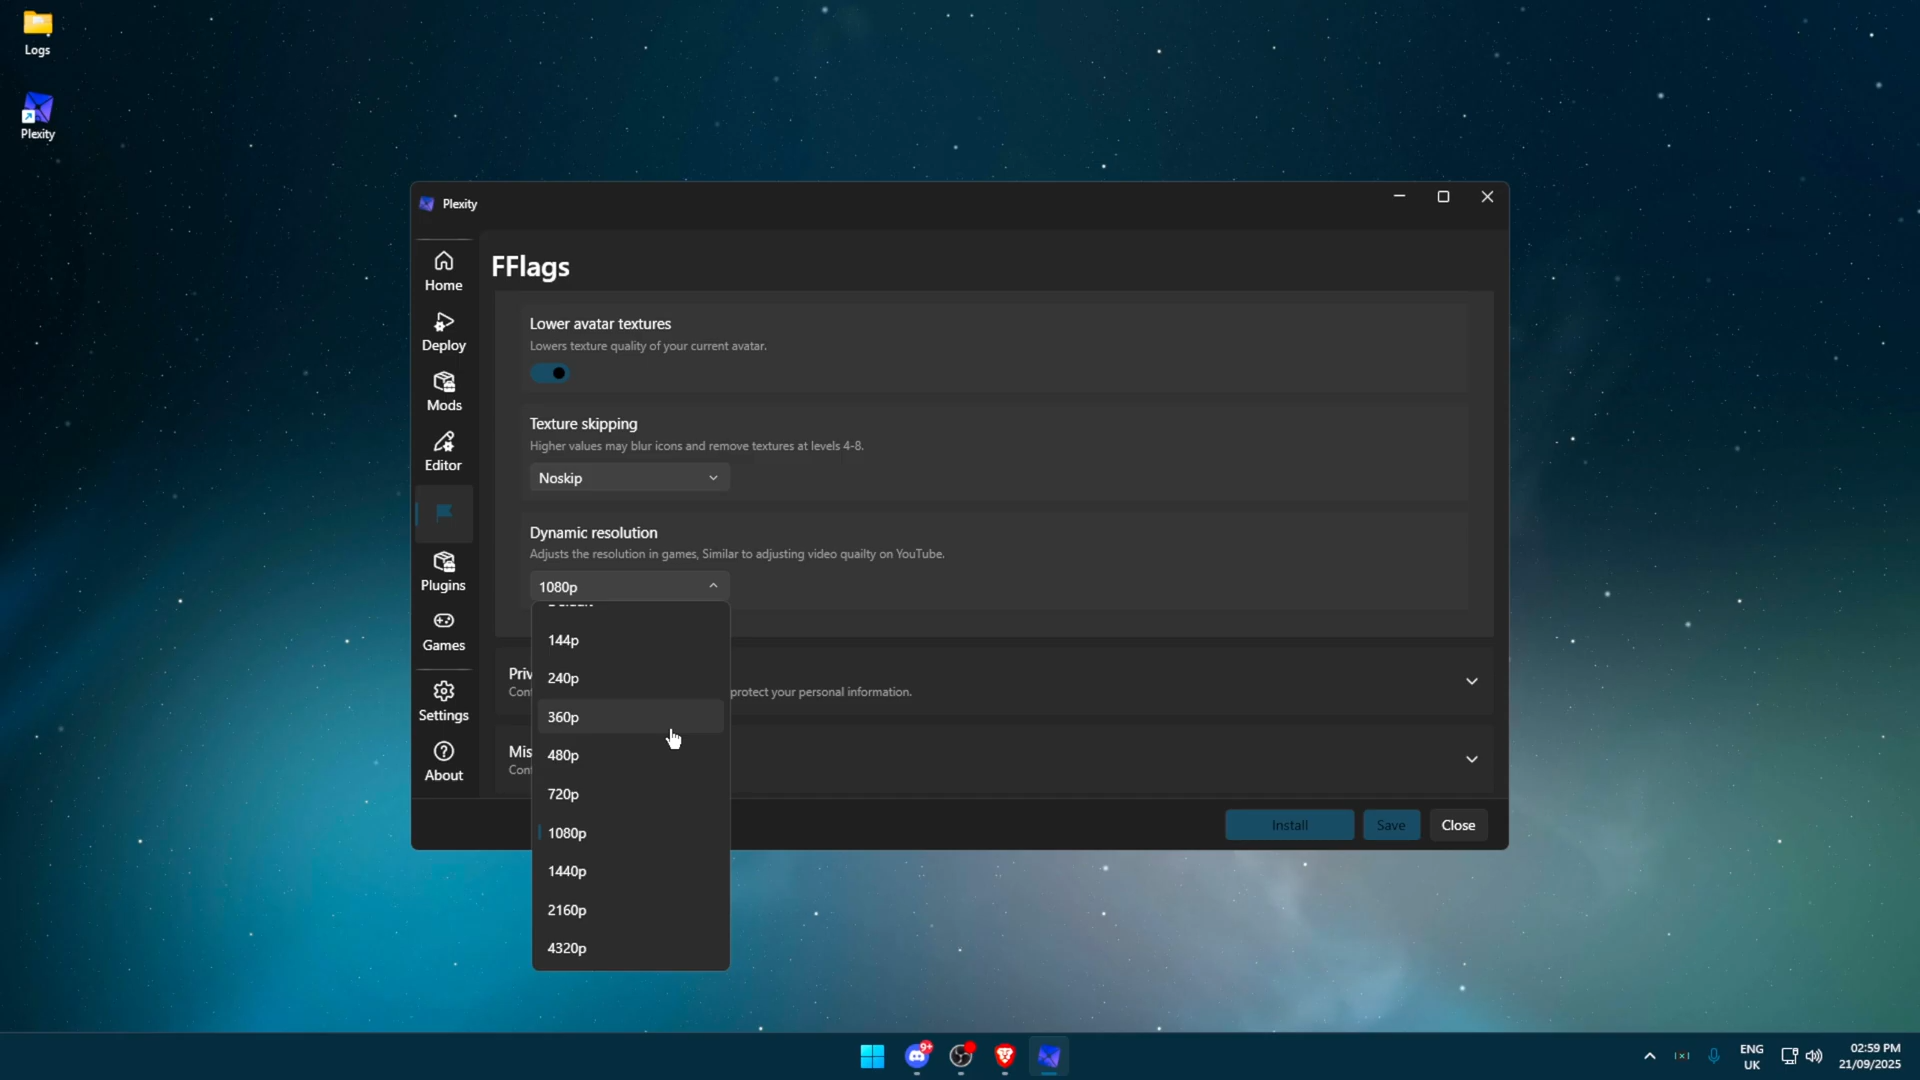 Logs
Plexity
Plexity
Home
Deploy
Mods
Editor
Plugins
Games
Settings
About
FFlags
Lower avatar textures
Lowers texture quality of your current avatar.
Texture skipping
Higher values may blur icons and remove textures at levels 4-8.
Noskip
Dynamic resolution
Adjusts the resolution in games, Similar to adjusting video quailty on YouTube.
1080p
144p
240p
360p
480p
720p
1080p
1440p
2160p
4320p
protect your personal information.
Install
Save
Close
9+
ENG
UK
02:59 PM
21/09/2025